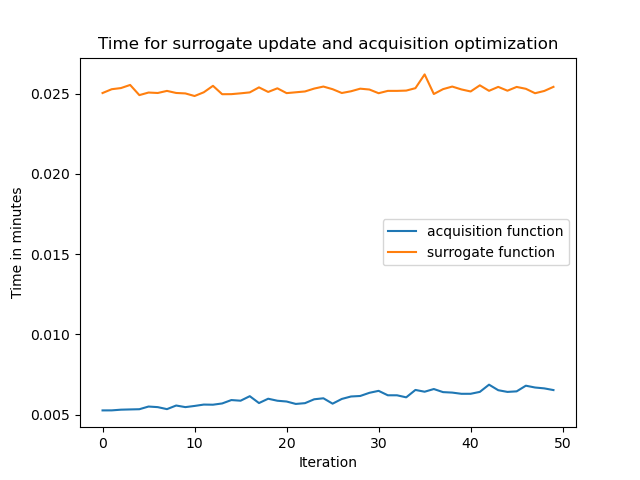 Time for surrogate update and acquisition optimization
0.025
0.020
0.015
0.010
0.005
Time in minutes
acquisition function
surrogate function
0 10 20 30 40 50
Iteration